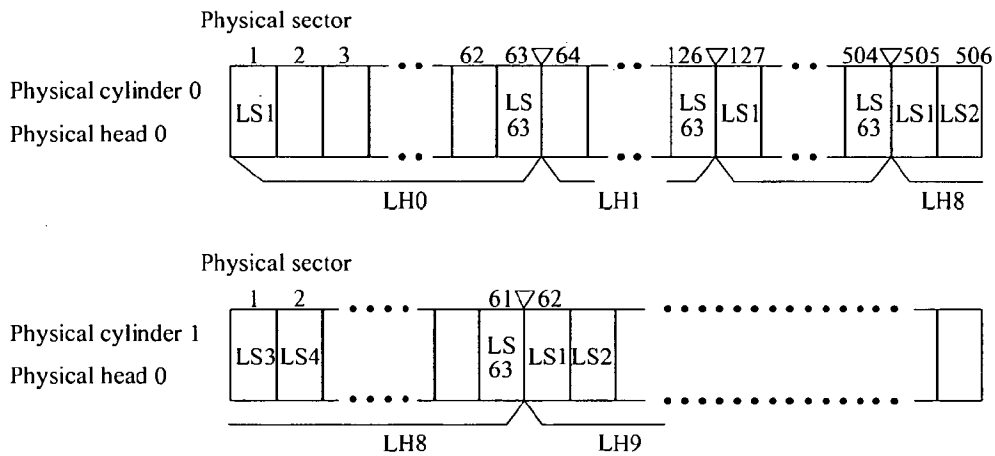 Physical sector
1 2 3 62 63 64 126 127 504 505 506
Physical cylinder 0
Physical head 0
LS1 LS 63 LS 63 LS1 LS 63 LS1 LS2
LH0 LH1 LH8
Physical sector
1 2 61 62
Physical cylinder 1
Physical head 0
LS3 LS4 LS 63 LS1 LS2
LH8 LH9